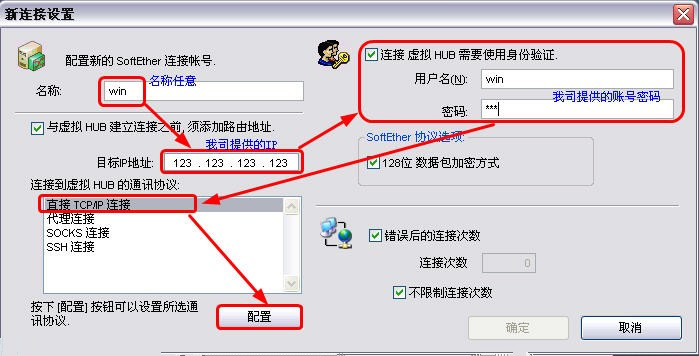 新连接设置
配置新的 SoftEther 连接帐号.
名称任意
名称:
win
与虚拟 HUB 建立连接之前, 须添加路由地址.
我司提供的IP
目标IP地址:
123 . 123 . 123 . 123
连接到虚拟 HUB 的通讯协议:
直接 TCP/IP 连接
代理连接
SOCKS 连接
SSH 连接
按下 [配置] 按钮可以设置所选通
讯协议.
配置
连接 虚拟 HUB 需要使用身份验证.
用户名(N):
win
我司提供的账号密码
密码:
***
SoftEther 协议选项:
128位 数据包加密方式
错误后的连接次数
连接次数
0
不限制连接次数
确定
取消